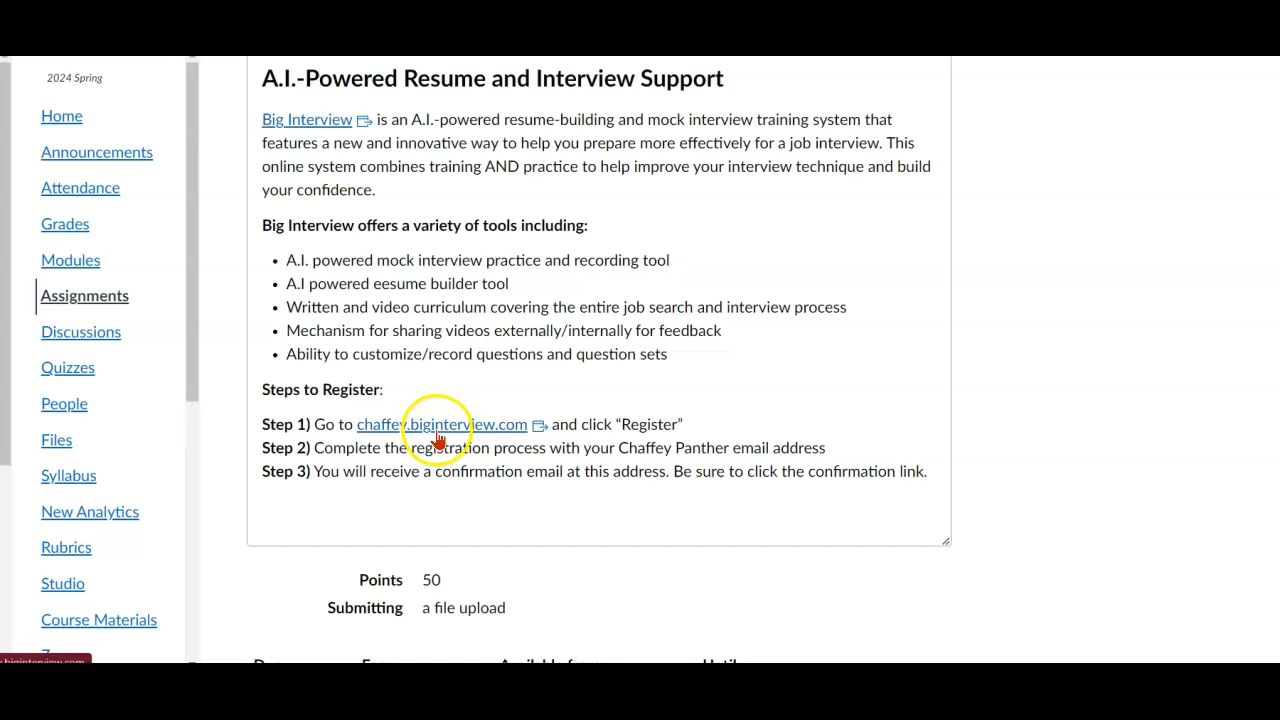 2024 Spring
Home
Announcements
Attendance
Grades
Modules
Assignments
Discussions
Quizzes
People
Files
Syllabus
New Analytics
Rubrics
Studio
Course Materials
A.I.-Powered Resume and Interview Support
Big Interview is an A.I.-powered resume-building and mock interview training system that
features a new and innovative way to help you prepare more effectively for a job interview. This
online system combines training AND practice to help improve your interview technique and build
your confidence.
Big Interview offers a variety of tools including:
• A.I. powered mock interview practice and recording tool
• A.I powered eesume builder tool
• Written and video curriculum covering the entire job search and interview process
• Mechanism for sharing videos externally/internally for feedback
• Ability to customize/record questions and question sets
Steps to Register:
Step 1) Go to chaffey.biginterview.com and click “Register”
Step 2) Complete the registration process with your Chaffey Panther email address
Step 3) You will receive a confirmation email at this address. Be sure to click the confirmation link.
Points 50
Submitting a file upload